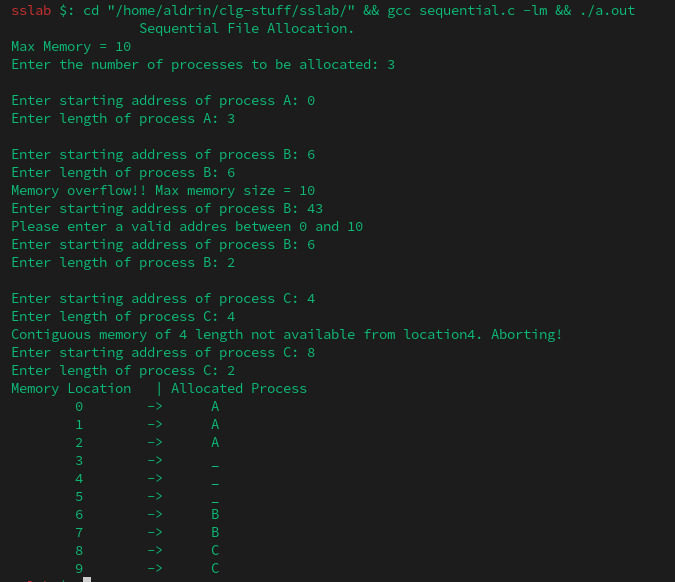 sslab $: cd "/home/aldrin/clg-stuff/sslab/" && gcc sequential.c -lm && ./a.out
Sequential File Allocation.
Max Memory = 10
Enter the number of processes to be allocated: 3
Enter starting address of process A: 0
Enter length of process A: 3
Enter starting address of process B: 6
Enter length of process B: 6
Memory overflow!! Max memory size = 10
Enter starting address of process B: 43
Please enter a valid addres between 0 and 10
Enter starting address of process B: 6
Enter length of process B: 2
Enter starting address of process C: 4
Enter length of process C: 4
Contiguous memory of 4 length not available from location4. Aborting!
Enter starting address of process C: 8
Enter length of process C: 2
Memory Location | Allocated Process
0 -> A
1 -> A
2 -> A
3 -> _
4 -> _
5 -> _
6 -> B
7 -> B
8 -> C
9 -> C